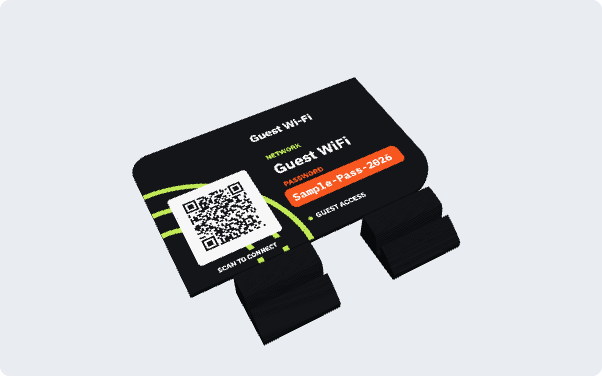 Guest Wi-Fi
NETWORK
Guest WiFi
PASSWORD
Sample-Pass-2026
GUEST ACCESS
SCAN TO CONNECT